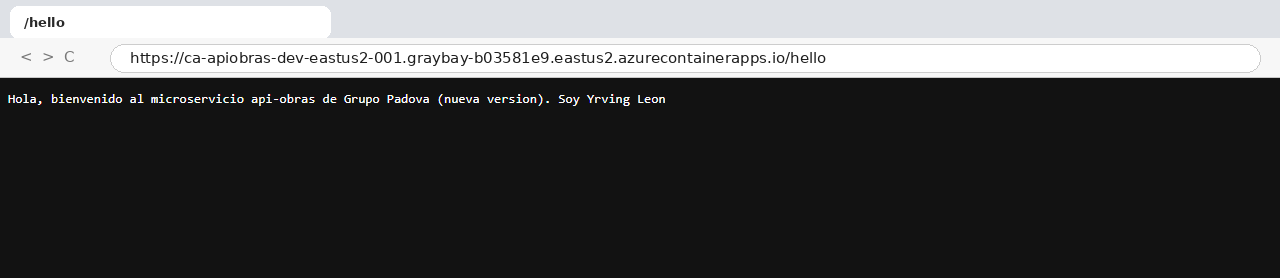 /hello
< > C
https://ca-apiobras-dev-eastus2-001.graybay-b03581e9.eastus2.azurecontainerapps.io/hello
Hola, bienvenido al microservicio api-obras de Grupo Padova (nueva version). Soy Yrving Leon